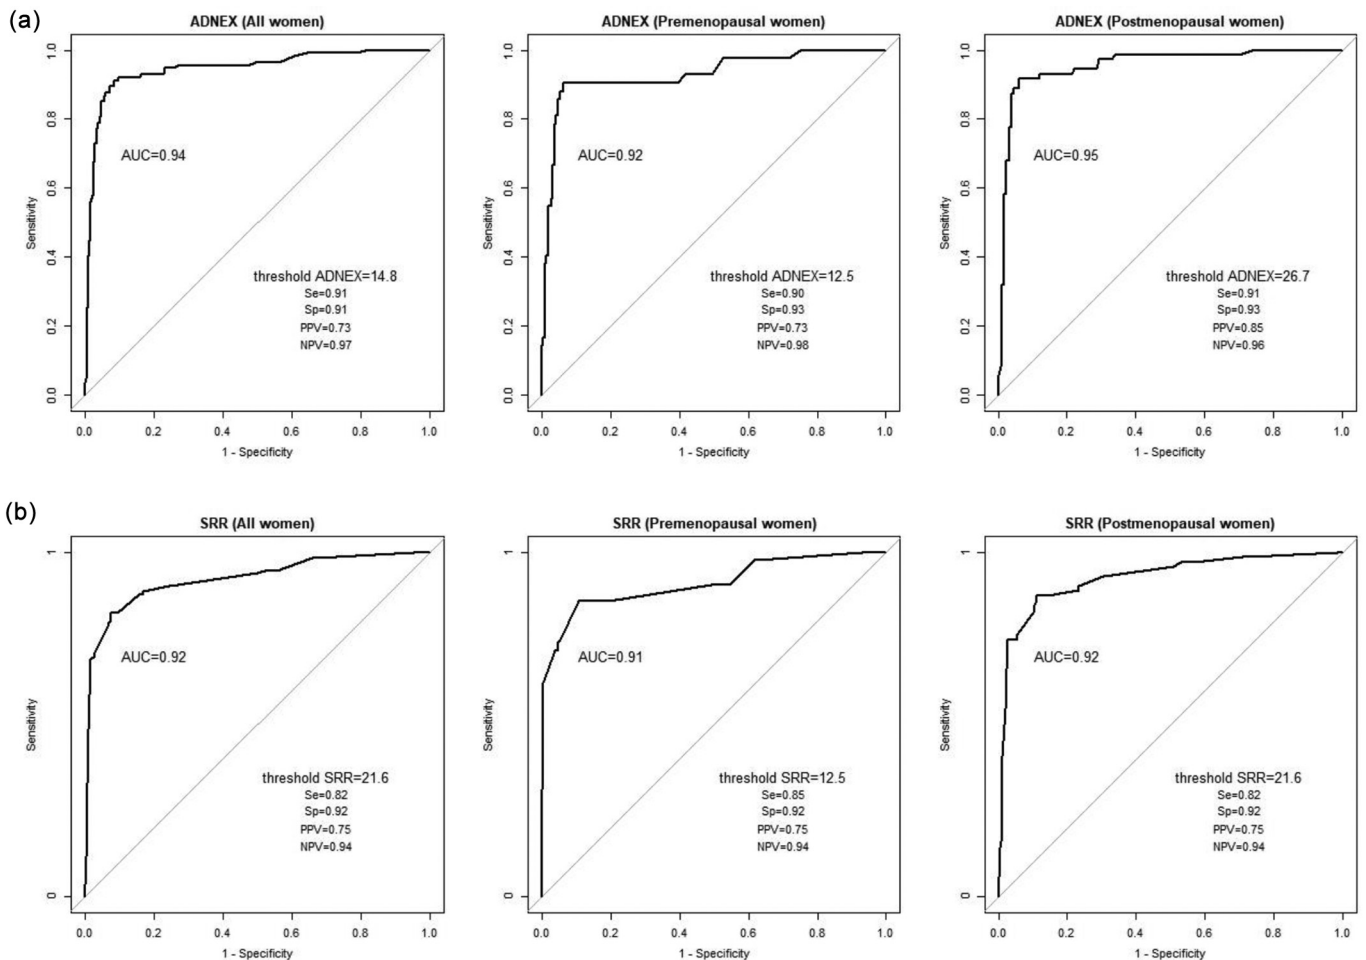 (a)
ADNEX (All women)
1.0
0.8
0.6
0.4
0.2
0.0
Sensitivity
AUC=0.94
threshold ADNEX=14.8
Se=0.91
Sp=0.91
PPV=0.73
NPV=0.97
0.0 0.2 0.4 0.6 0.8 1.0
1 - Specificity
ADNEX (Premenopausal women)
1.0
0.8
0.6
0.4
0.2
0.0
Sensitivity
AUC=0.92
threshold ADNEX=12.5
Se=0.90
Sp=0.93
PPV=0.73
NPV=0.98
0.0 0.2 0.4 0.6 0.8 1.0
1 - Specificity
ADNEX (Postmenopausal women)
1.0
0.8
0.6
0.4
0.2
0.0
Sensitivity
AUC=0.95
threshold ADNEX=26.7
Se=0.91
Sp=0.93
PPV=0.85
NPV=0.96
0.0 0.2 0.4 0.6 0.8 1.0
1 - Specificity
(b)
SRR (All women)
1
0
Sensitivity
AUC=0.92
threshold SRR=21.6
Se=0.82
Sp=0.92
PPV=0.75
NPV=0.94
0.0 0.2 0.4 0.6 0.8 1.0
1 - Specificity
SRR (Premenopausal women)
1
0
Sensitivity
AUC=0.91
threshold SRR=12.5
Se=0.85
Sp=0.92
PPV=0.75
NPV=0.94
0.0 0.2 0.4 0.6 0.8 1.0
1 - Specificity
SRR (Postmenopausal women)
1
0
Sensitivity
AUC=0.92
threshold SRR=21.6
Se=0.82
Sp=0.92
PPV=0.75
NPV=0.94
0.0 0.2 0.4 0.6 0.8 1.0
1 - Specificity